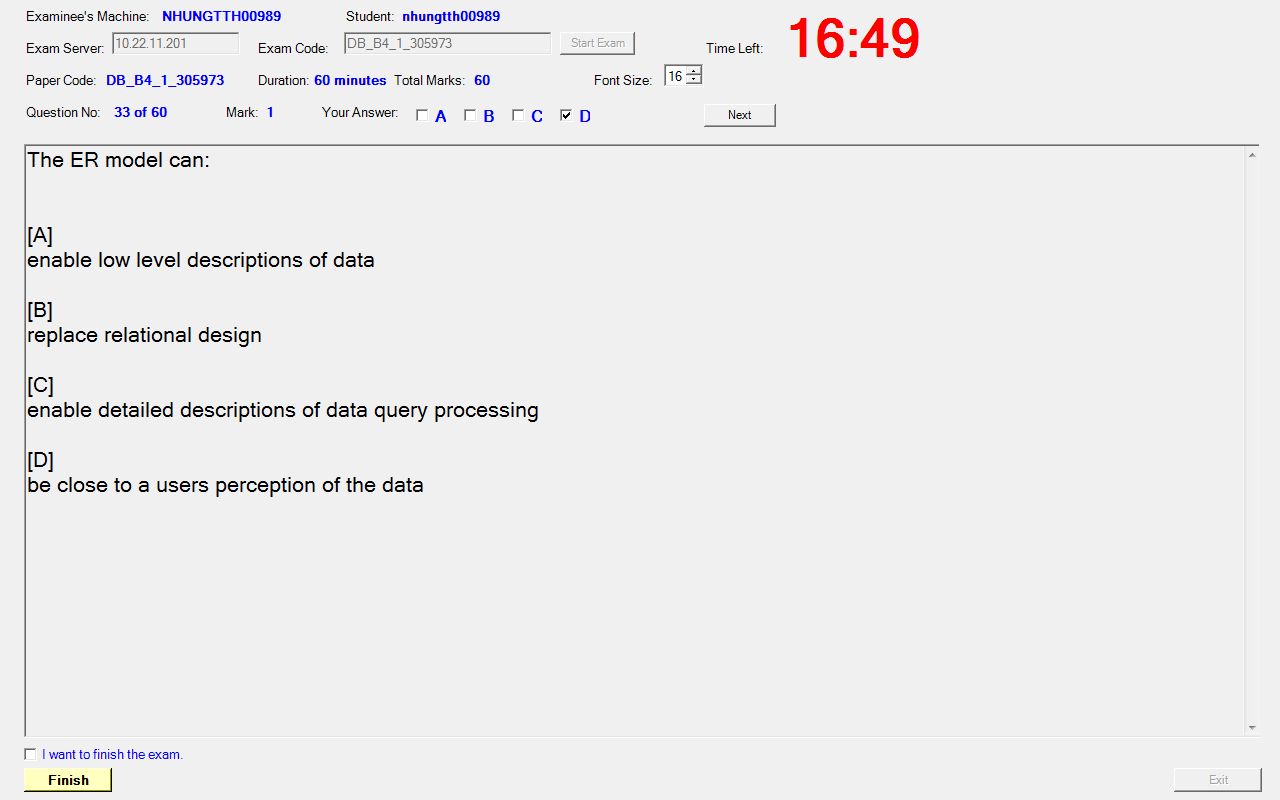 Examinee's Machine: NHUNGTTH00989 Student: nhungtth00989
Exam Server: 10.22.11.201 Exam Code: DB_B4_1_305973 Start Exam Time Left: 16:49
Paper Code: DB_B4_1_305973 Duration: 60 minutes Total Marks: 60 Font Size: 16
Question No: 33 of 60 Mark: 1 Your Answer: A B C D Next
The ER model can:
[A]
enable low level descriptions of data
[B]
replace relational design
[C]
enable detailed descriptions of data query processing
[D]
be close to a users perception of the data
I want to finish the exam.
Finish Exit